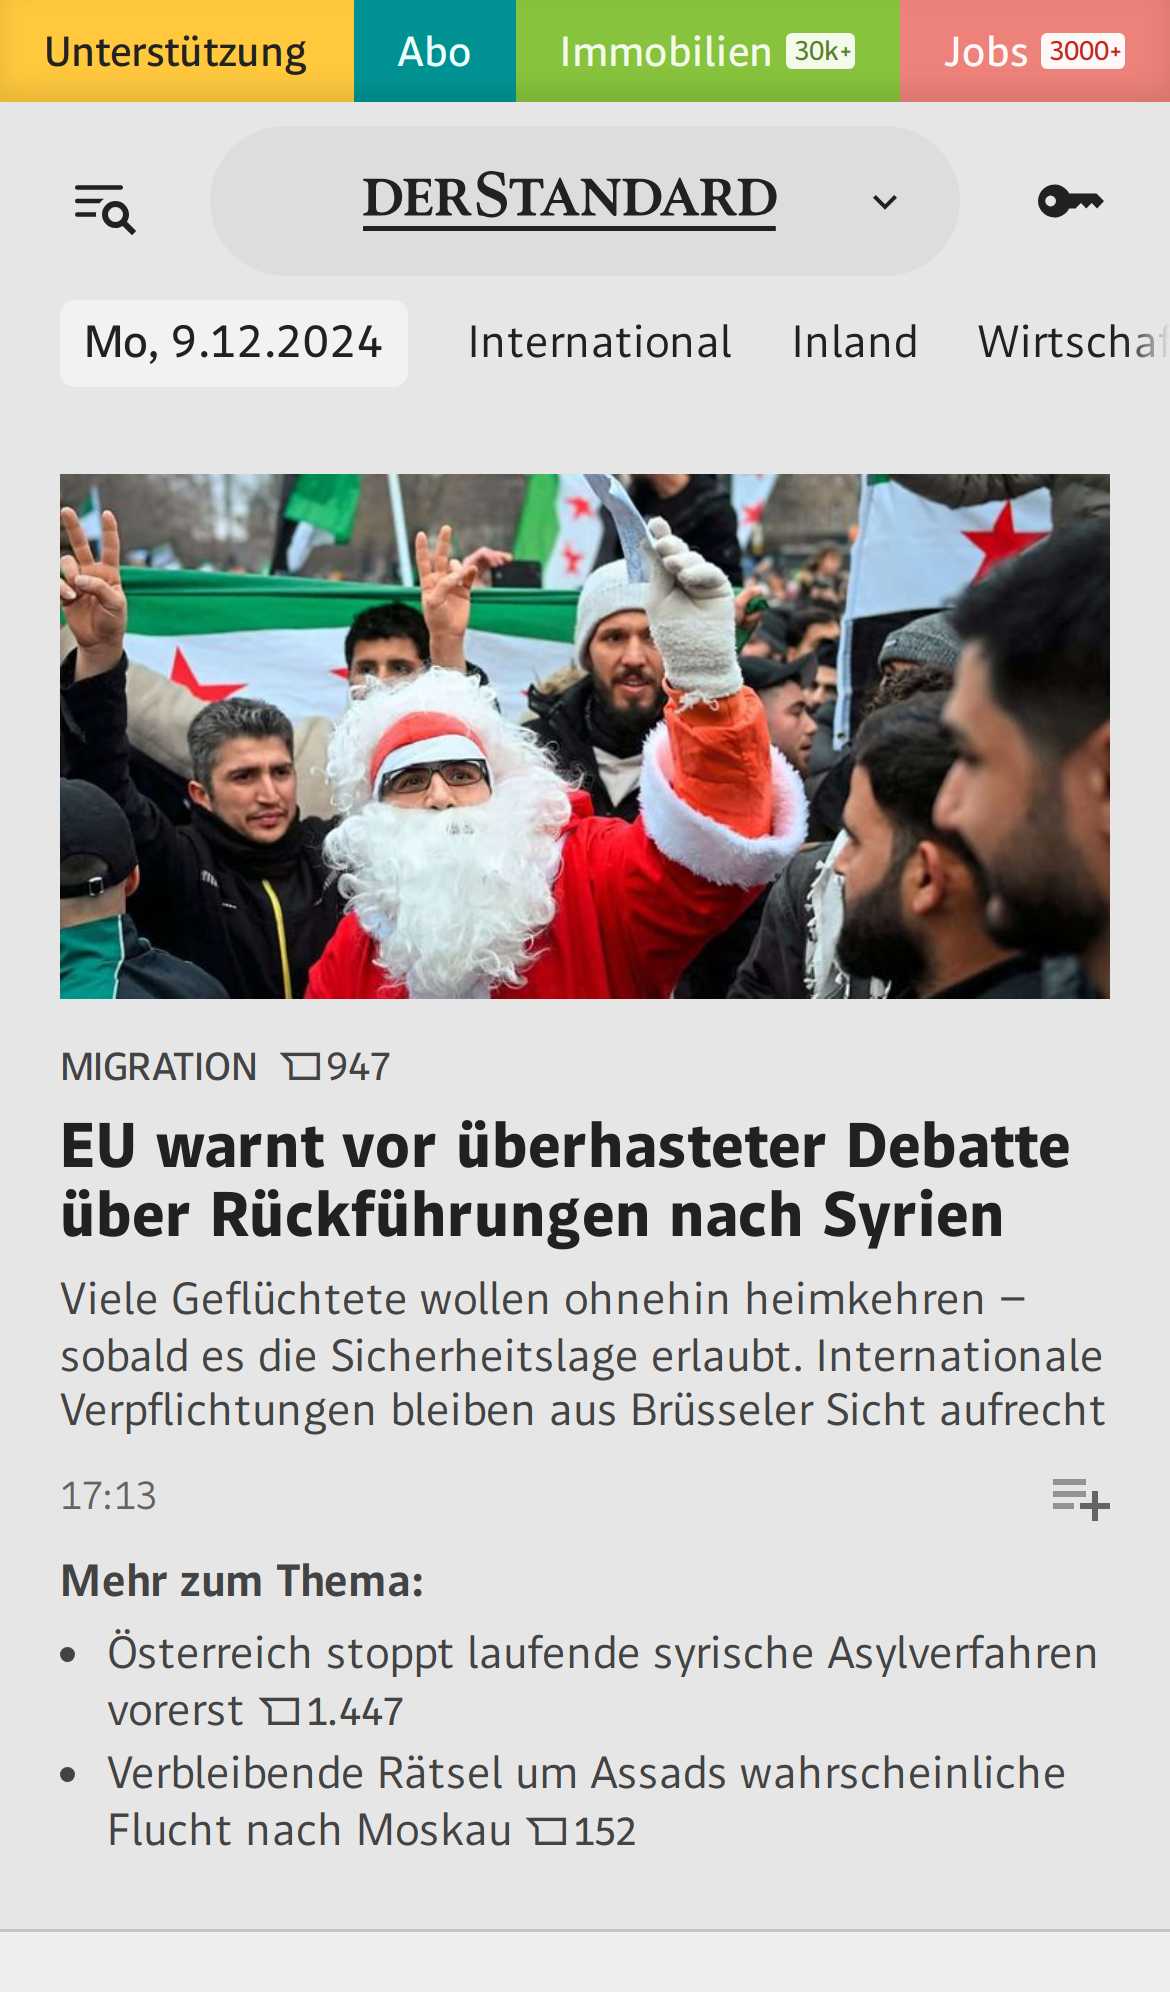 Unterstützung Abo Immobilien 30k+ Jobs 3000+
DERSTANDARD
Mo, 9.12.2024 International Inland Wirtschaf
MIGRATION 947
EU warnt vor überhasteter Debatte
über Rückführungen nach Syrien
Viele Geflüchtete wollen ohnehin heimkehren –
sobald es die Sicherheitslage erlaubt. Internationale
Verpflichtungen bleiben aus Brüsseler Sicht aufrecht
17:13
Mehr zum Thema:
• Österreich stoppt laufende syrische Asylverfahren
vorerst 1.447
• Verbleibende Rätsel um Assads wahrscheinliche
Flucht nach Moskau 152